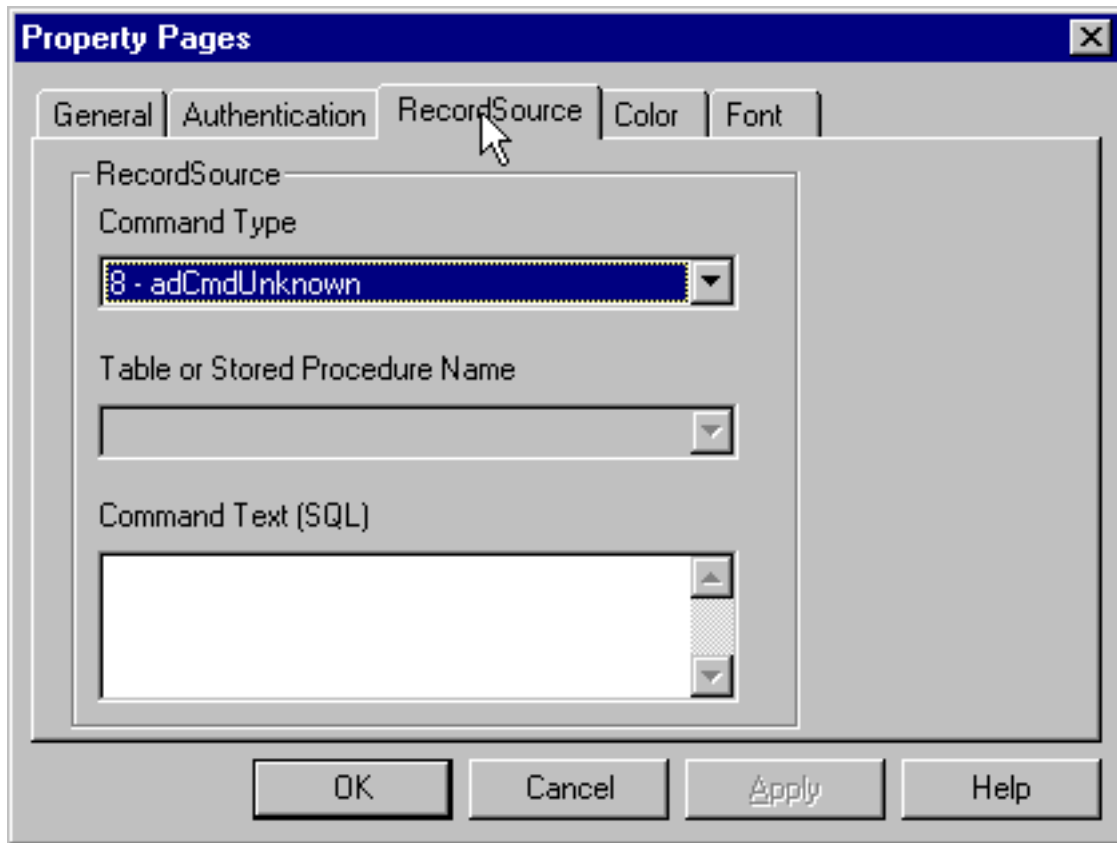 Property Pages
General Authentication RecordSource Color Font
RecordSource
Command Type
8 - adCmdUnknown
Table or Stored Procedure Name
Command Text (SQL)
OK Cancel Apply Help